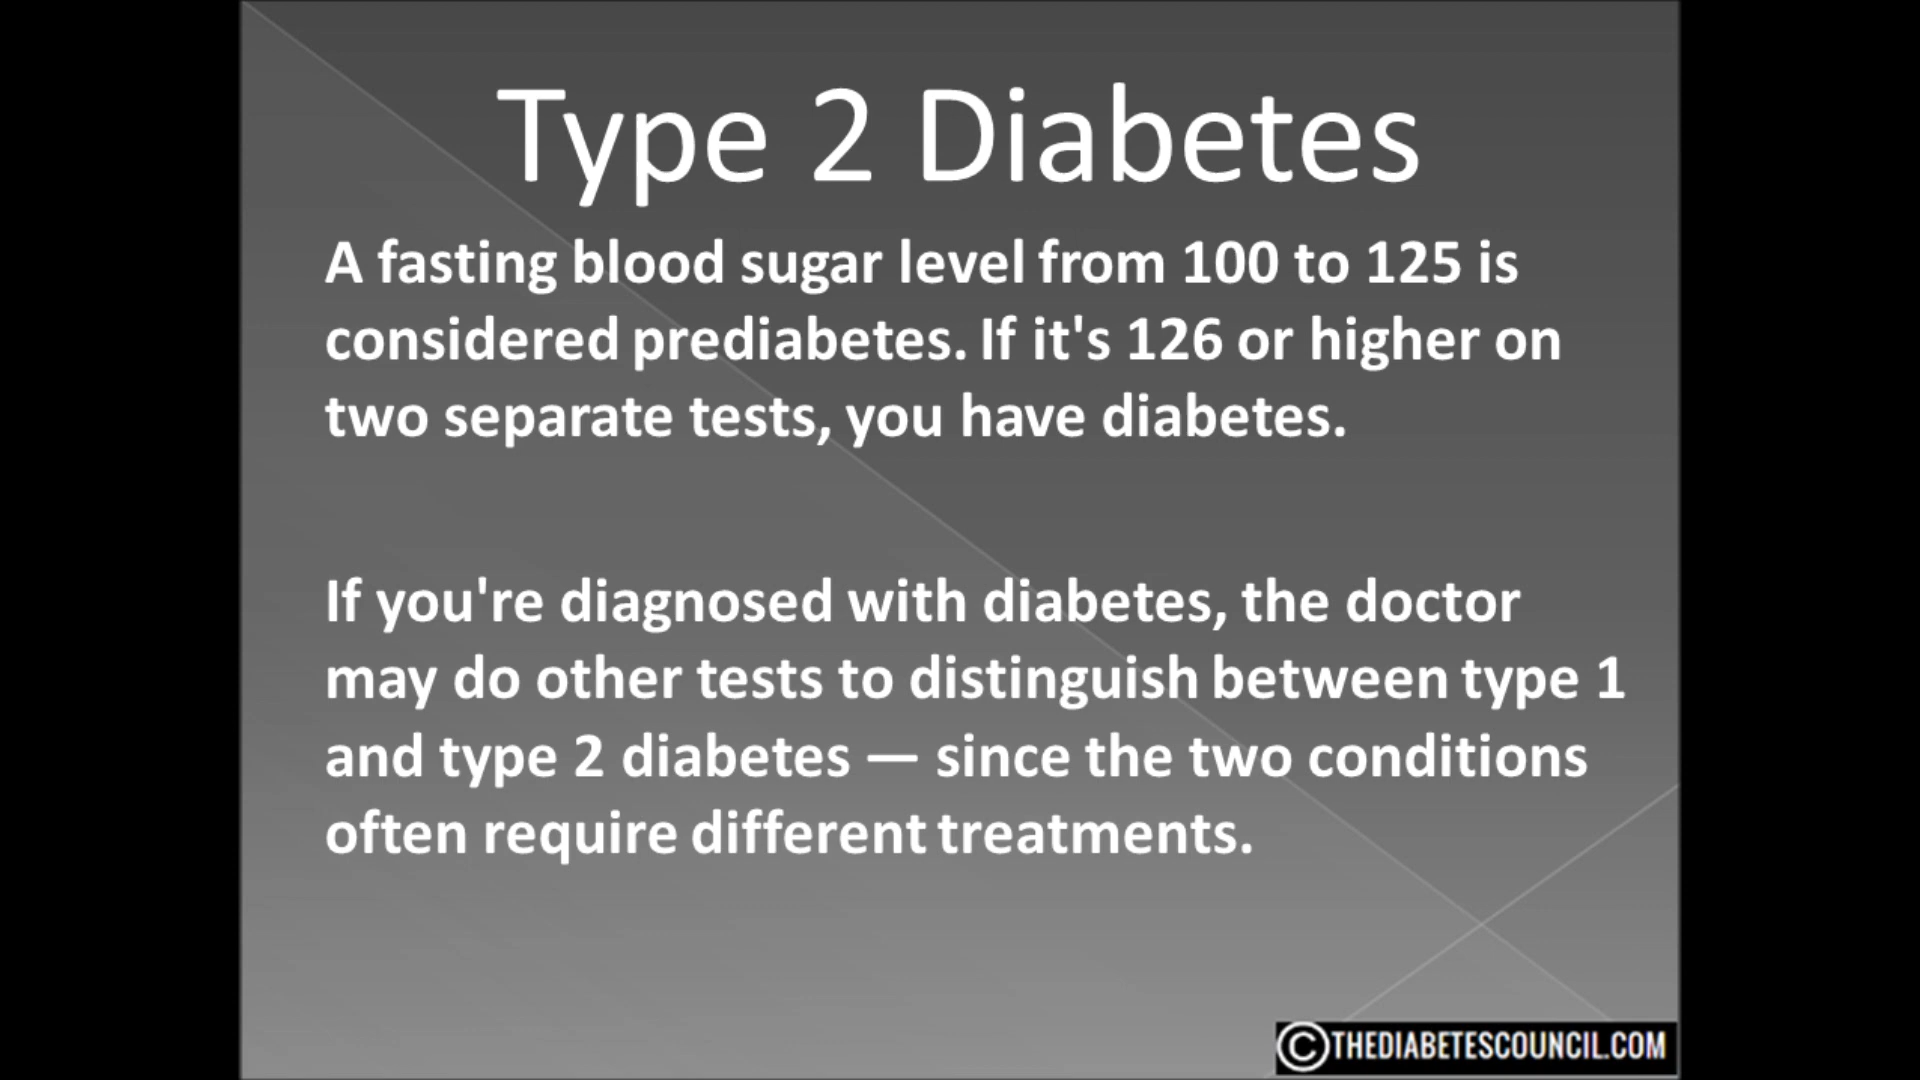 Type 2 Diabetes
A fasting blood sugar level from 100 to 125 is
considered prediabetes. If it's 126 or higher on
two separate tests, you have diabetes.
If you're diagnosed with diabetes, the doctor
may do other tests to distinguish between type 1
and type 2 diabetes — since the two conditions
often require different treatments.
©THEDIABETESCOUNCIL.COM